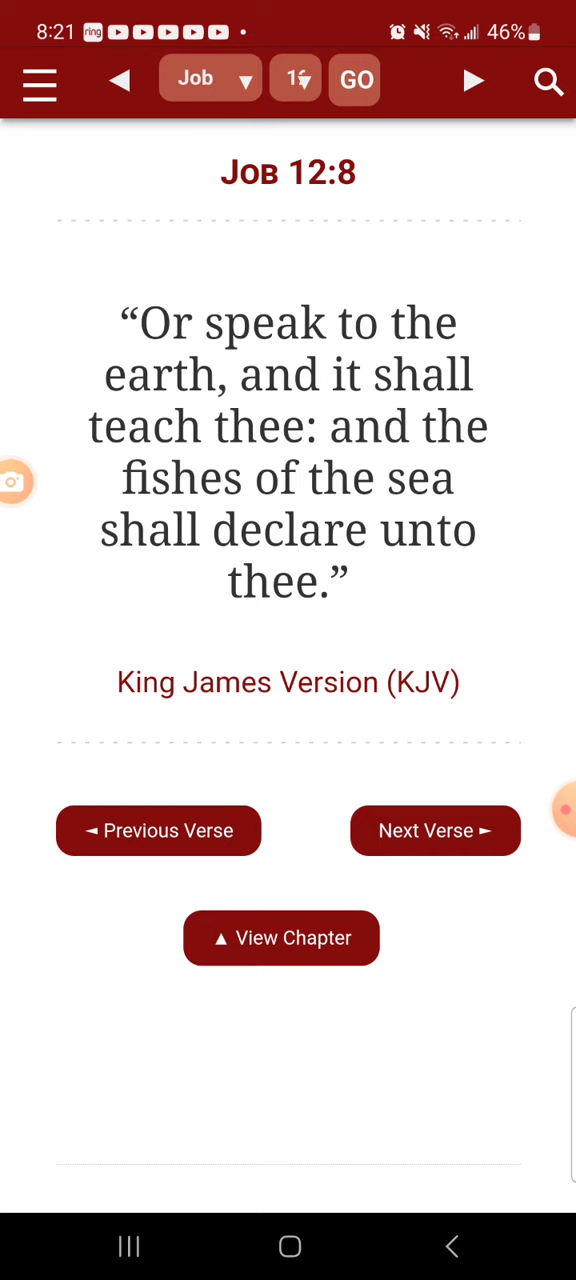 8:21 ring 46%
Job 12 GO
Job 12:8
“Or speak to the
earth, and it shall
teach thee: and the
fishes of the sea
shall declare unto
thee.”
King James Version (KJV)
◄ Previous Verse Next Verse ►
▲ View Chapter